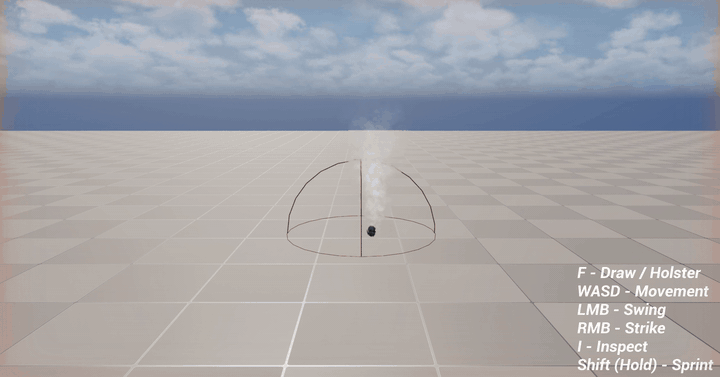 F - Draw / Holster
WASD - Movement
LMB - Swing
RMB - Strike
I - Inspect
Shift (Hold) - Sprint